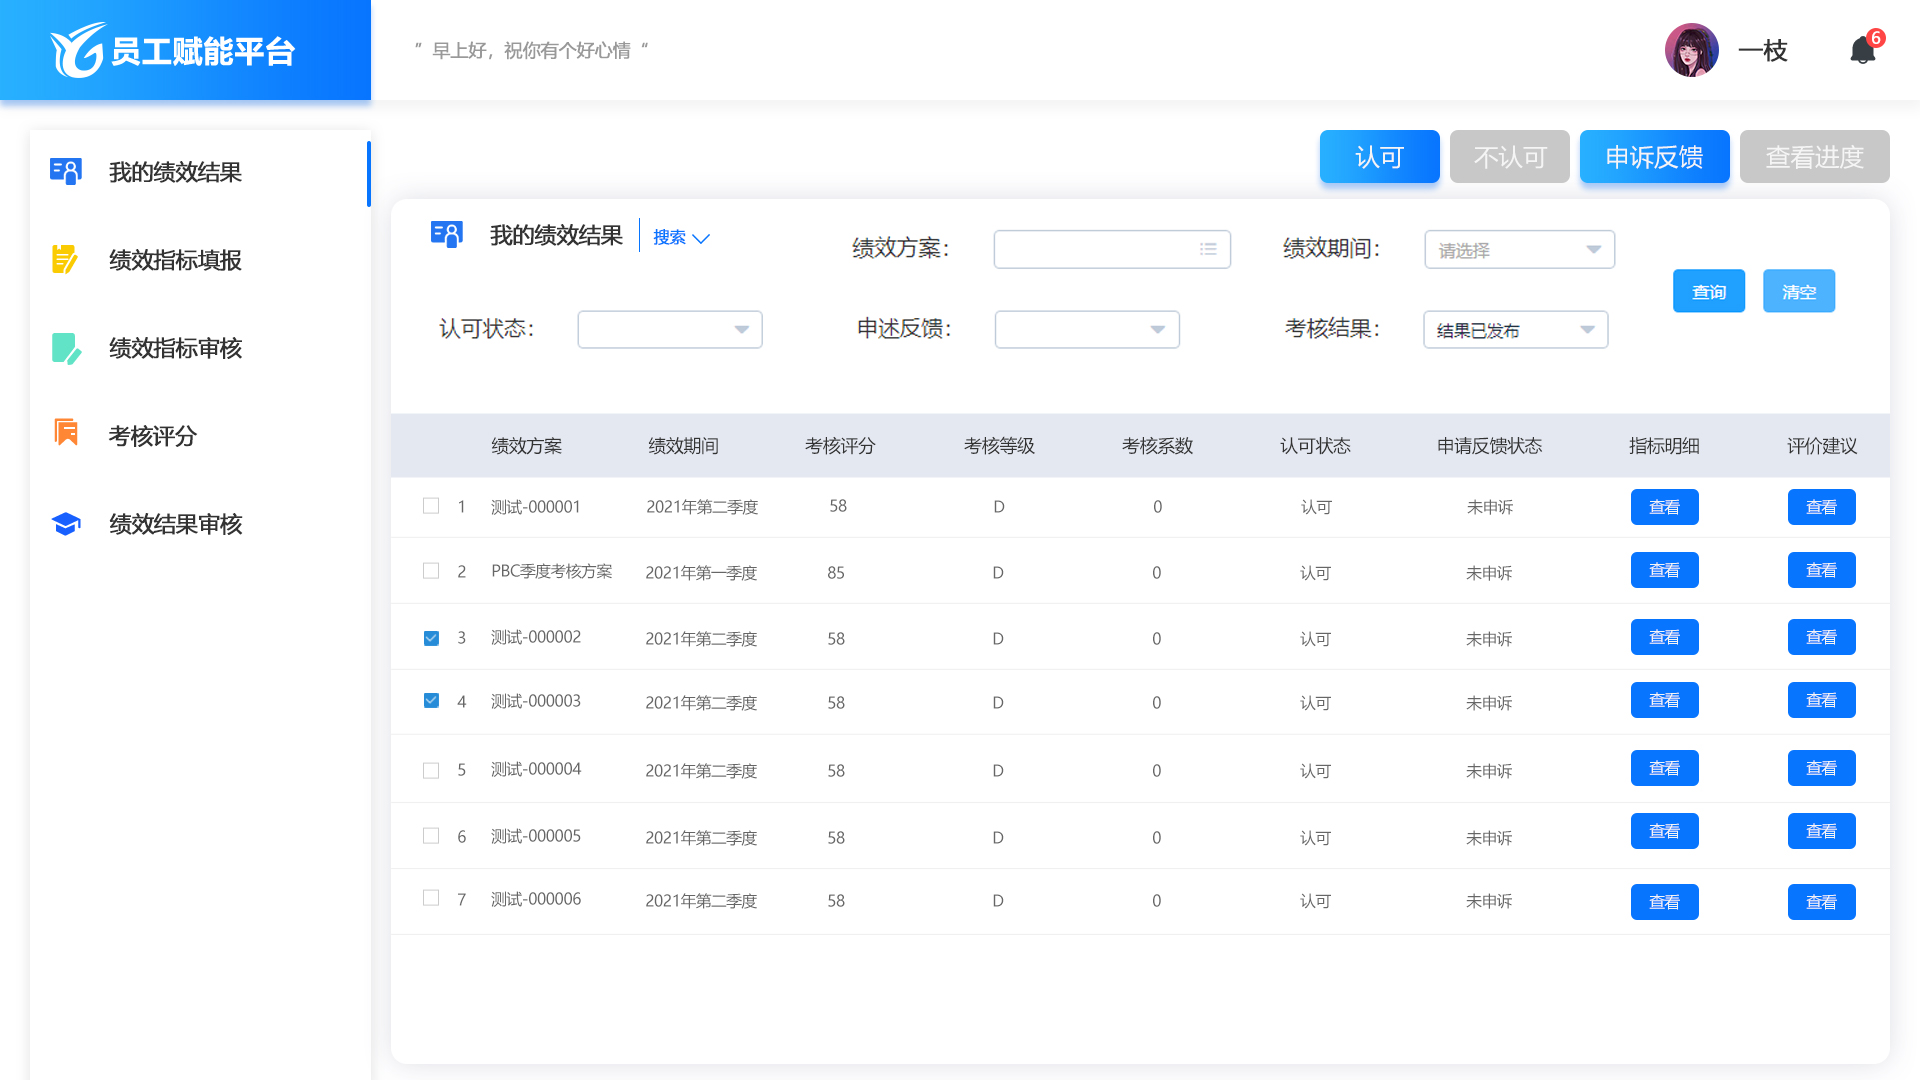 员工赋能平台
” 早上好，祝你有个好心情 “
一枝
6
我的绩效结果
绩效指标填报
绩效指标审核
考核评分
绩效结果审核
认可 不认可 申诉反馈 查看进度
我的绩效结果 搜索 绩效方案： 绩效期间： 请选择
查询 清空
认可状态： 申述反馈： 考核结果： 结果已发布
绩效方案 绩效期间 考核评分 考核等级 考核系数 认可状态 申请反馈状态 指标明细 评价建议
1 测试-000001 2021年第二季度 58 D 0 认可 未申诉 查看 查看
2 PBC季度考核方案 2021年第一季度 85 D 0 认可 未申诉 查看 查看
3 测试-000002 2021年第二季度 58 D 0 认可 未申诉 查看 查看
4 测试-000003 2021年第二季度 58 D 0 认可 未申诉 查看 查看
5 测试-000004 2021年第二季度 58 D 0 认可 未申诉 查看 查看
6 测试-000005 2021年第二季度 58 D 0 认可 未申诉 查看 查看
7 测试-000006 2021年第二季度 58 D 0 认可 未申诉 查看 查看